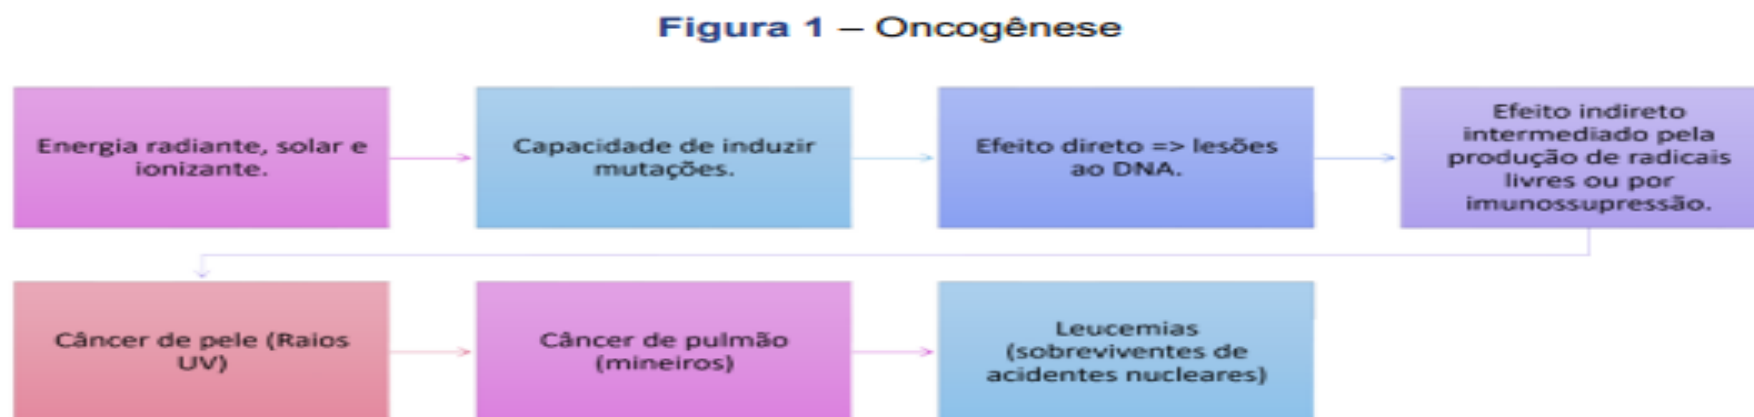 Figura 1 – Oncogênese
Energia radiante, solar e
ionizante.
Capacidade de induzir
mutações.
Efeito direto => lesões
ao DNA.
Efeito indireto
intermediado pela
produção de radicais
livres ou por
imunossupressão.
Câncer de pele (Raios
UV)
Câncer de pulmão
(mineiros)
Leucemias
(sobreviventes de
acidentes nucleares)